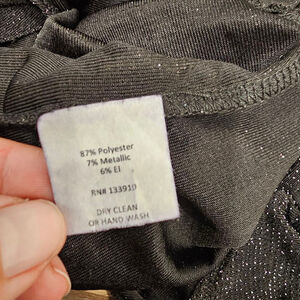 87% Polyester
7% Metallic
6% El
RN# 133910
DRY CLEAN
OR HAND WASH